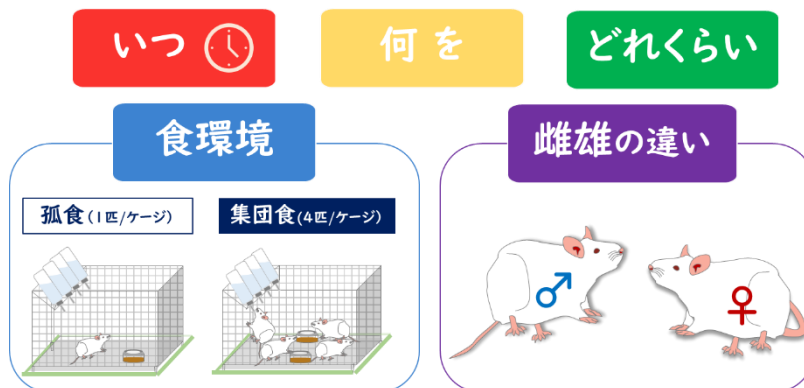 いつ
何を
どれくらい
食環境
雌雄の違い
孤食(1匹/ケージ)
集団食(4匹/ケージ)
♂
♀